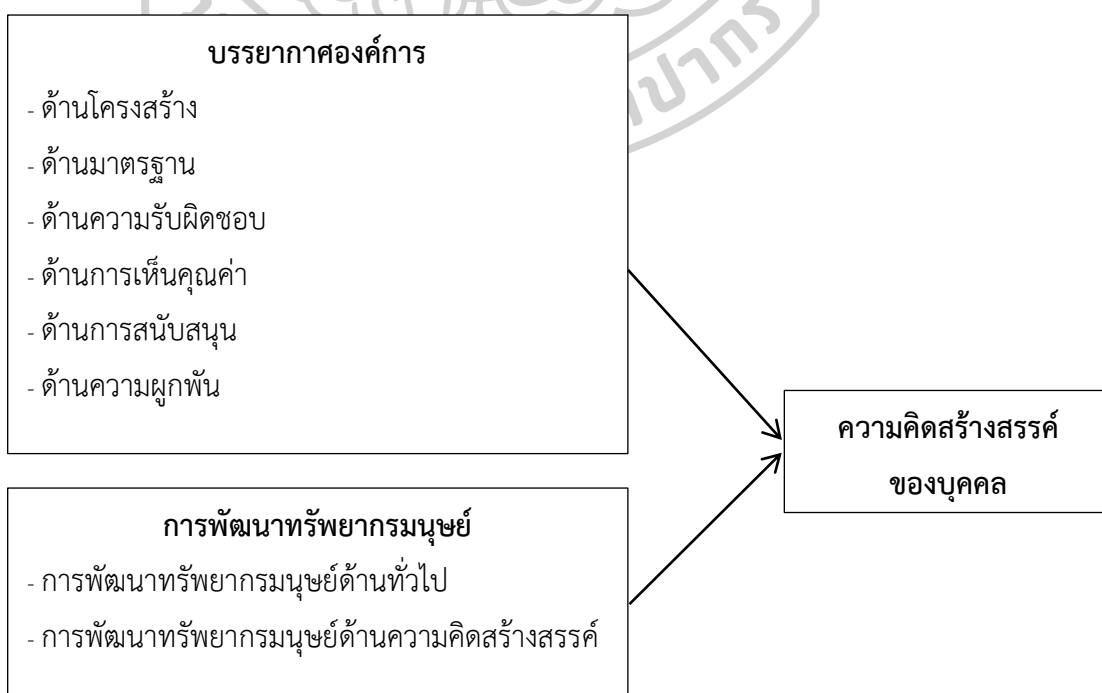 บรรยากาศองค์การ
- ด้านโครงสร้าง
- ด้านมาตรฐาน
- ด้านความรับผิดชอบ
- ด้านการเห็นคุณค่า
- ด้านการสนับสนุน
- ด้านความผูกพัน
ความคิดสร้างสรรค์
ของบุคคล
การพัฒนาทรัพยากรมนุษย์
- การพัฒนาทรัพยากรมนุษย์ด้านทั่วไป
- การพัฒนาทรัพยากรมนุษย์ด้านความคิดสร้างสรรค์